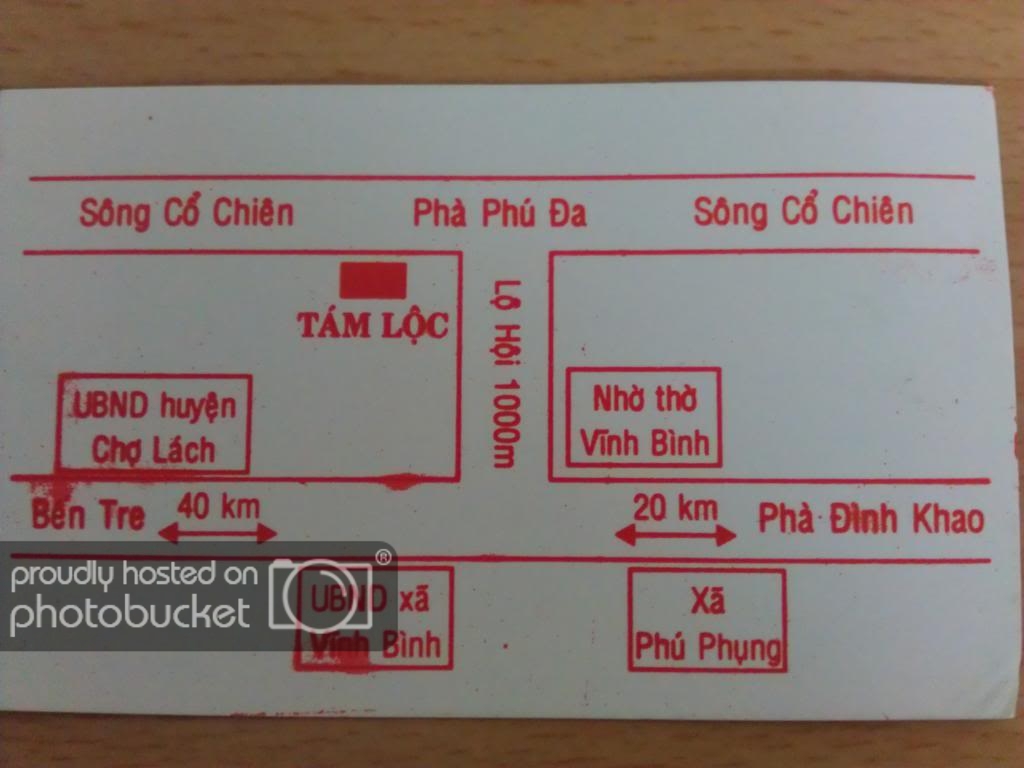 Sông Cổ Chiên Phà Phú Đa Sông Cổ Chiên
TÁM LỘC
Lộ Hội 1000m
UBND huyện
Chợ Lách
Nhờ thờ
Vĩnh Bình
Bến Tre 40 km 20 km Phà Đình Khao
UBND xã
Vĩnh Bình
Xã
Phú Phụng
proudly hosted on
photobucket®